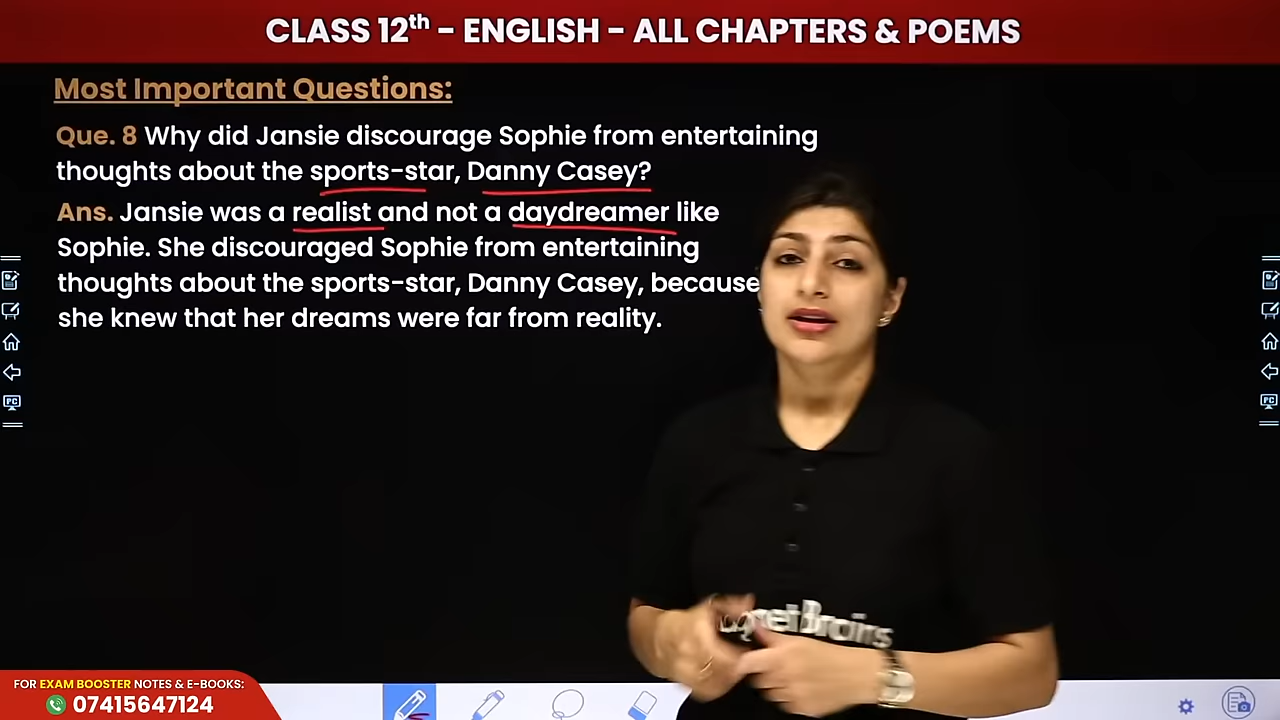 CLASS 12th - ENGLISH - ALL CHAPTERS & POEMS
Most Important Questions:
Que. 8 Why did Jansie discourage Sophie from entertaining
thoughts about the sports-star, Danny Casey?
Ans. Jansie was a realist and not a daydreamer like
Sophie. She discouraged Sophie from entertaining
thoughts about the sports-star, Danny Casey, because
she knew that her dreams were far from reality.
Brains
PC
PC
FOR EXAM BOOSTER NOTES & E-BOOKS:
07415647124